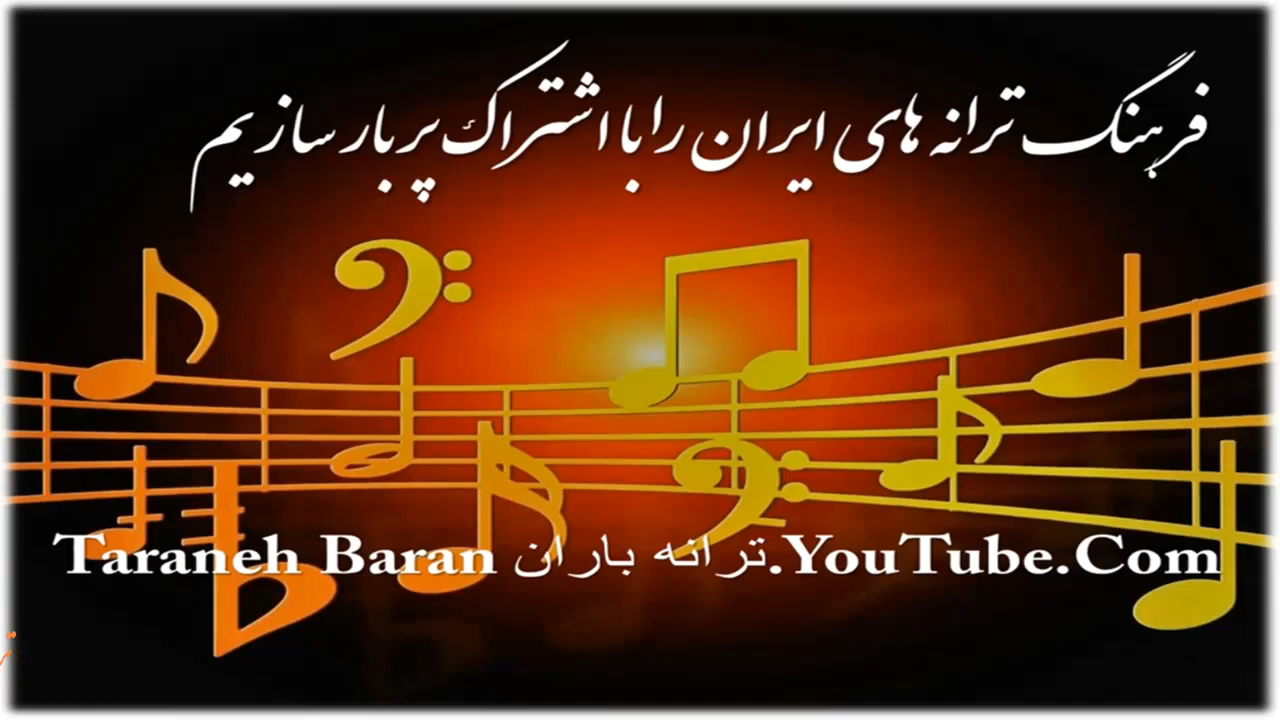 فرهنگ ترانه های ایران را با اشتراک پربار سازیم
Taraneh Baran ترانه باران.YouTube.Com